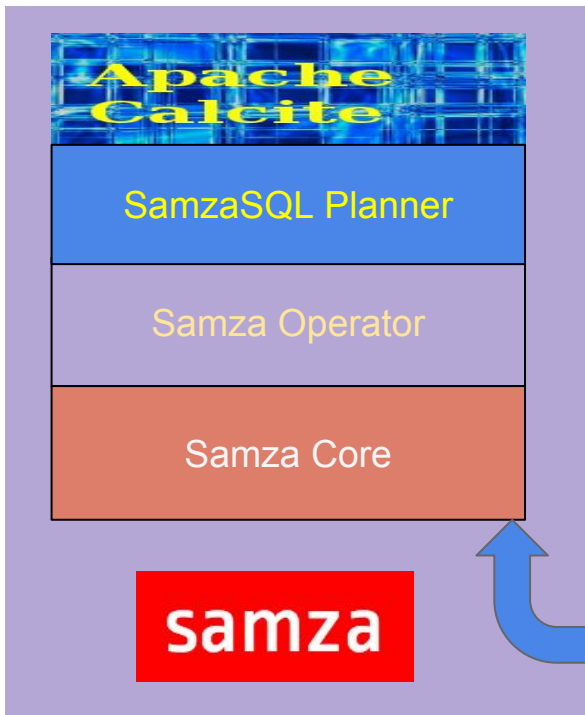 Apache
Calcite
SamzaSQL Planner
Samza Operator
Samza Core
samza